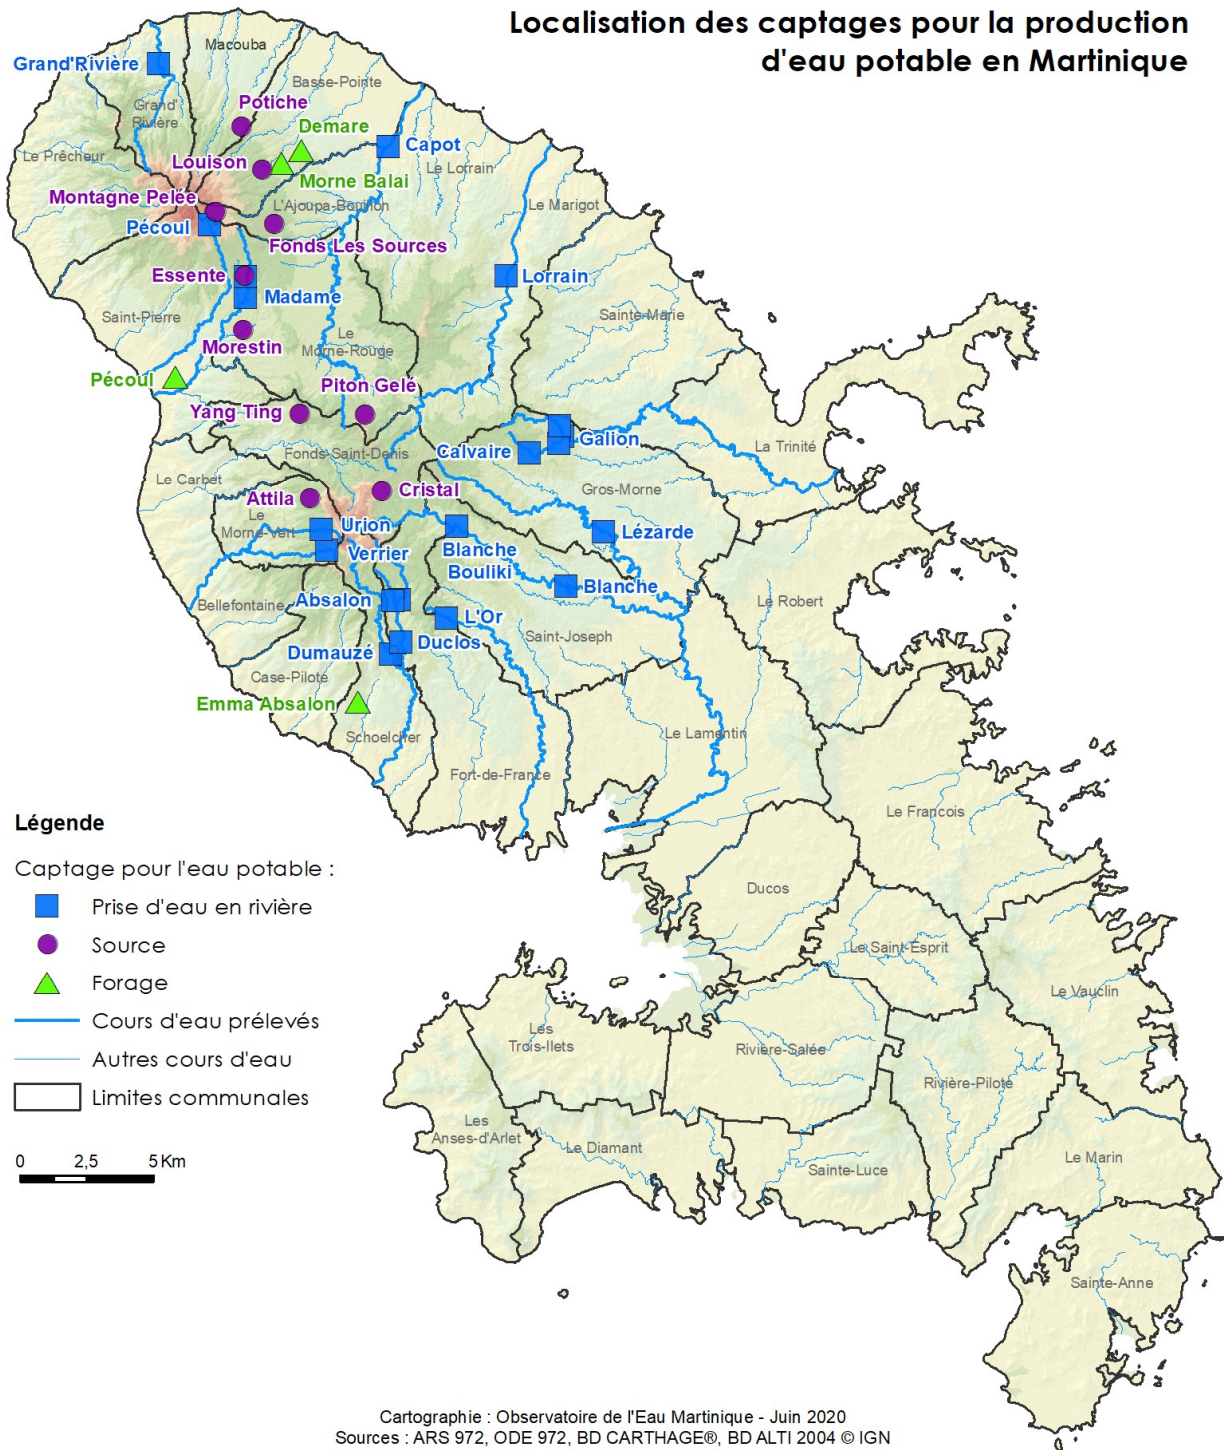 Localisation des captages pour la production
d'eau potable en Martinique
Macouba
Grand'Rivière
Basse-Pointe
Potiche
Grand'
Rivière
Demare
Capot
Le Prêcheur
Louison
Le Lorrain
Morne Balai
Montagne Pelée
L'Ajoupa-Bouillon
Le Marigot
Pécoul
Fonds Les Sources
Essente
Lorrain
Madame
Saint-Pierre
Sainte-Marie
Le
Morne-Rouge
Morestin
Pécoul
Piton Gelé
Yang Ting
Galion
La Trinité
Fonds-Saint-Denis
Calvaire
Le Carbet
Gros-Morne
Attila
Cristal
Le
Morne-Vert
Urion
Lézarde
Verrier
Blanche
Bouliki
Blanche
Absalon
Bellefontaine
Le Robert
L'Or
Saint-Joseph
Duclos
Dumauzé
Case-Pilote
Emma Absalon
Schoelcher
Le Lamentin
Fort-de-France
Le François
Légende
Captage pour l'eau potable :
Prise d'eau en rivière
Source
Forage
Cours d'eau prélevés
Autres cours d'eau
Limites communales
0 2,5 5 Km
Ducos
Le Saint-Esprit
Le Vauclin
Les
Trois-Ilets
Rivière-Salée
Rivière-Pilote
Les
Anses-d'Arlet
Le Diamant
Sainte-Luce
Le Marin
Sainte-Anne
Cartographie : Observatoire de l'Eau Martinique - Juin 2020
Sources : ARS 972, ODE 972, BD CARTHAGE®, BD ALTI 2004 © IGN